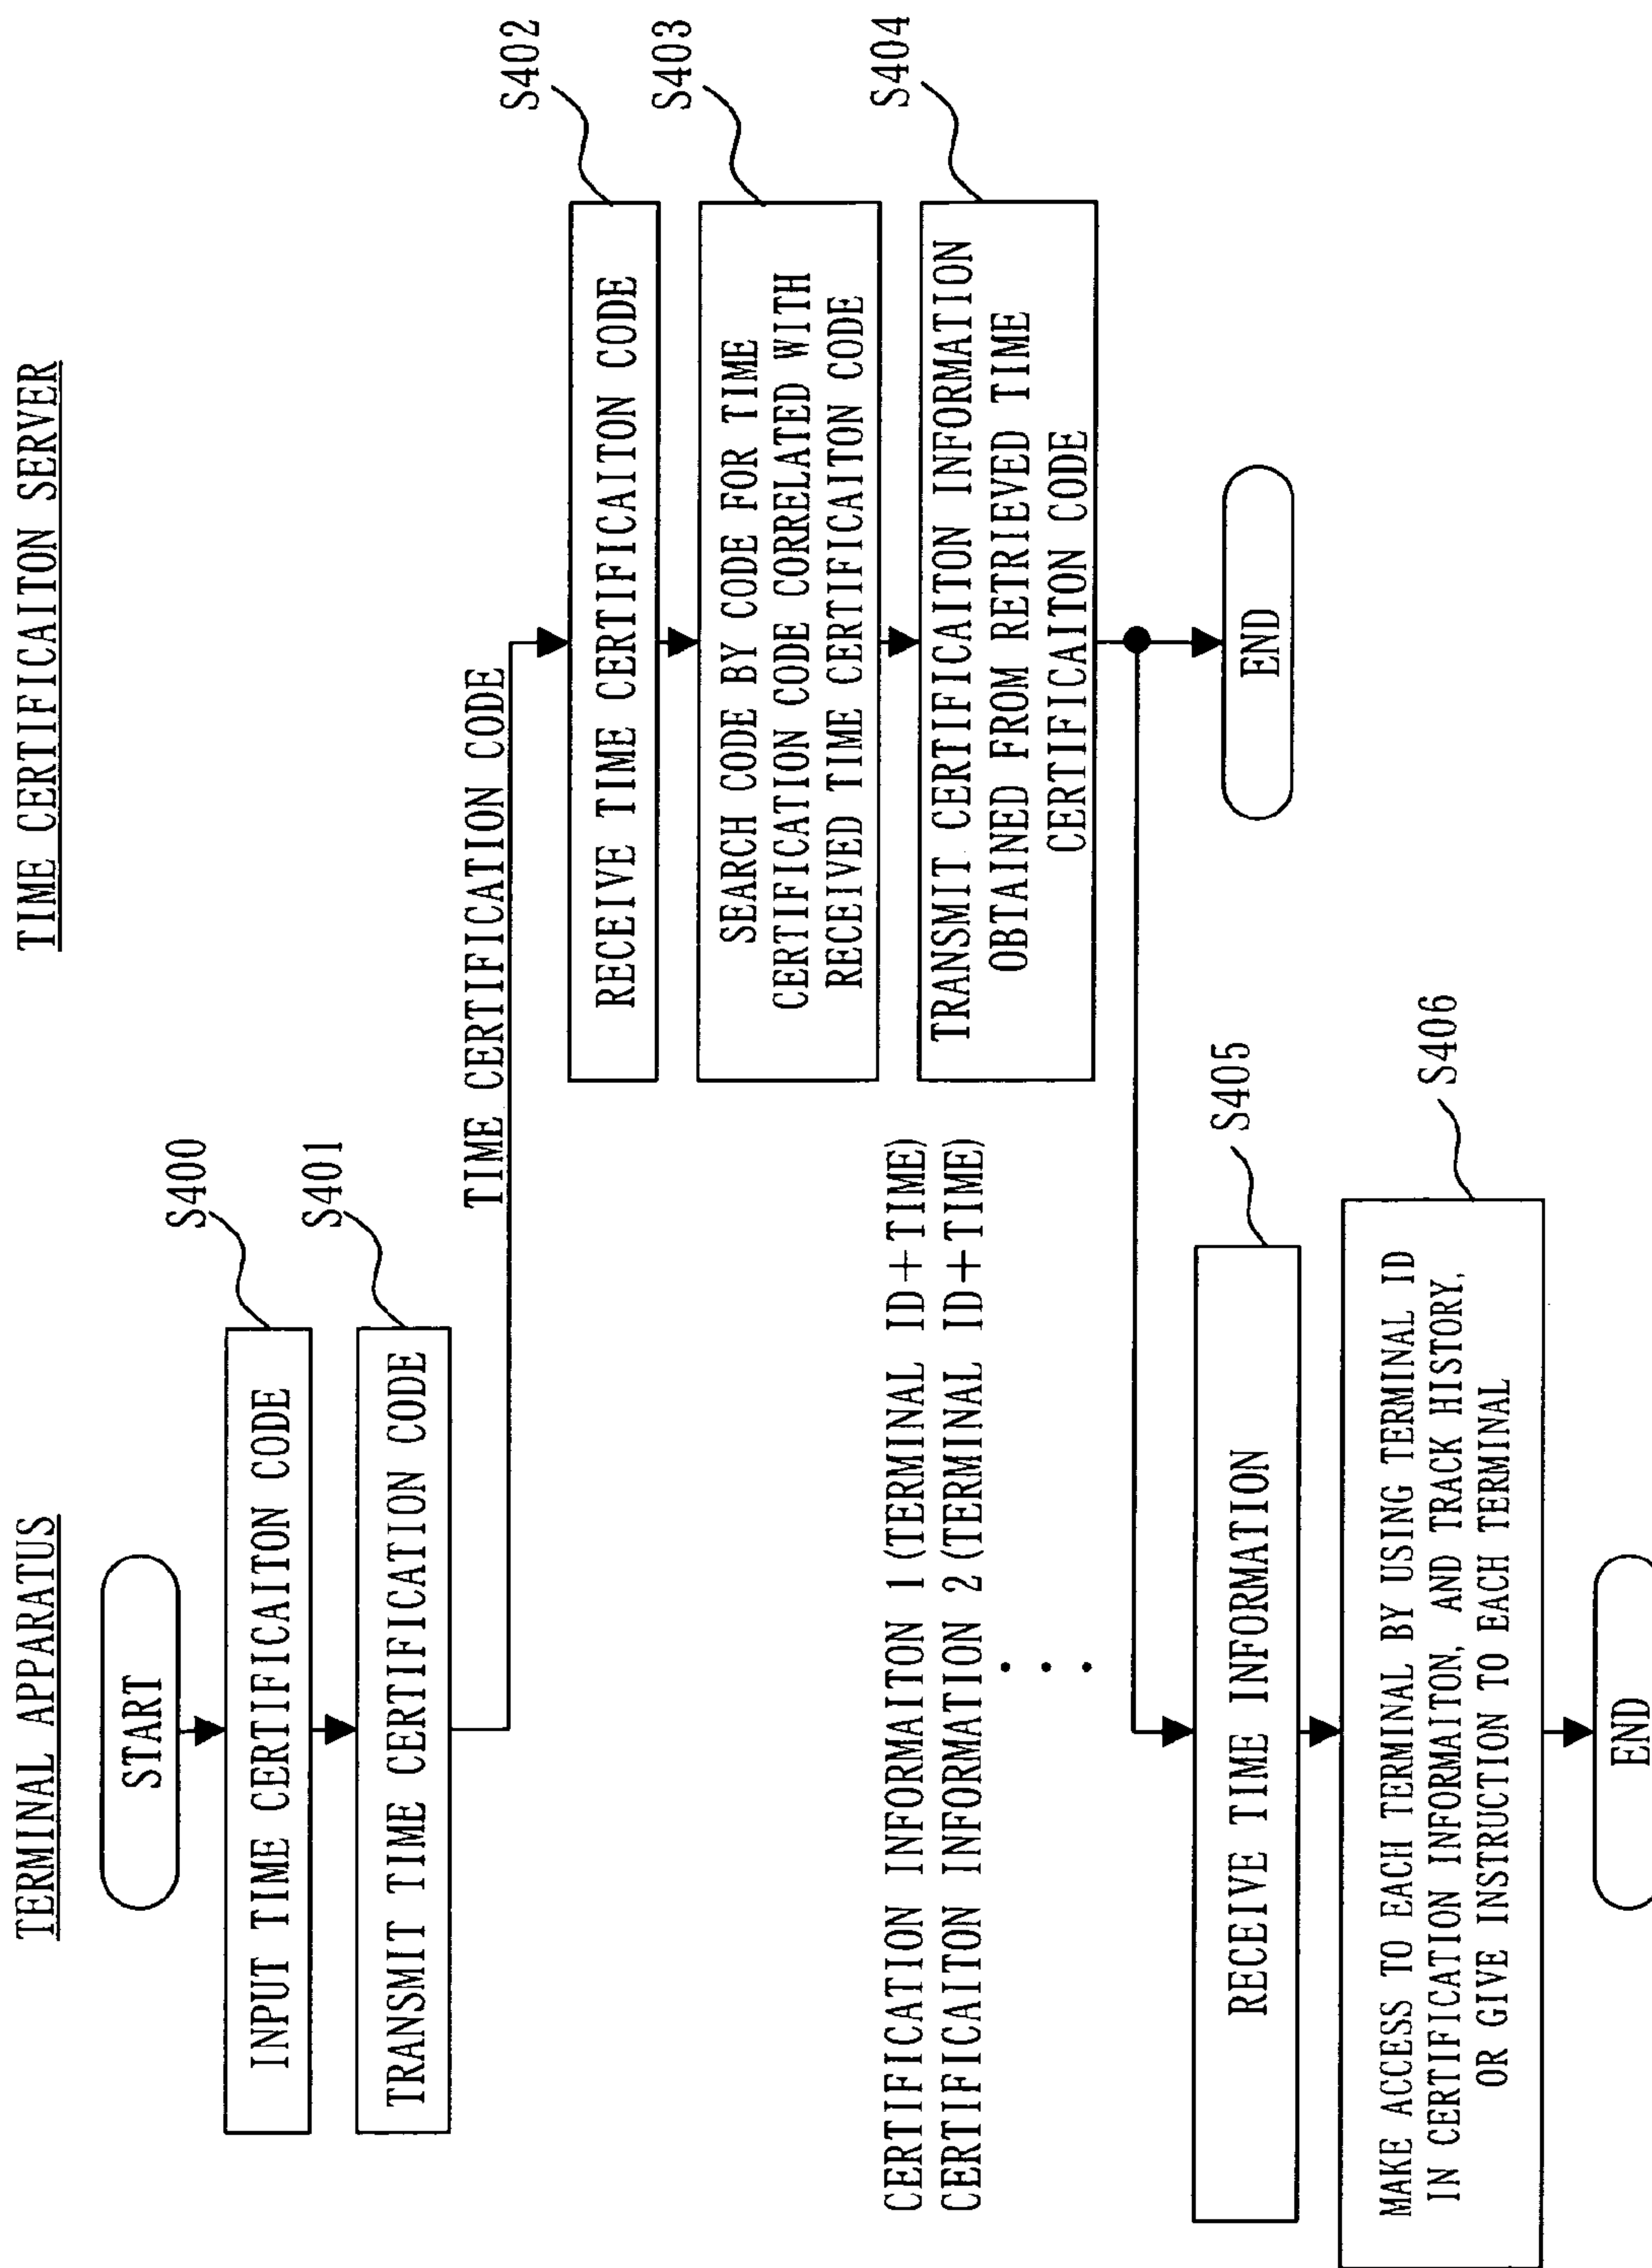 TERMINAL APPARATUS
TIME CERTIFICAITON SERVER
START
S400
INPUT TIME CERTIFICAITON CODE
S401
TRANSMIT TIME CERTIFICATION CODE
TIME CERTIFICATION CODE
S402
RECEIVE TIME CERTIFICAITON CODE
S403
SEARCH CODE BY CODE FOR TIME
CERTIFICATION CODE CORRELATED WITH
RECEIVED TIME CERTIFICAITON CODE
S404
TRANSMIT CERTIFICAITON INFORMATION
OBTAINED FROM RETRIEVED TIME
CERTIFICAITON CODE
CERTIFICATION INFORMAITON 1 (TERMINAL ID+TIME)
CERTIFICAITON INFORMATION 2 (TERMINAL ID+TIME)
END
S405
RECEIVE TIME INFORMATION
S406
MAKE ACCESS TO EACH TERMINAL BY USING TERMINAL ID
IN CERTIFICATION INFORMAITON, AND TRACK HISTORY,
OR GIVE INSTRUCTION TO EACH TERMINAL
END